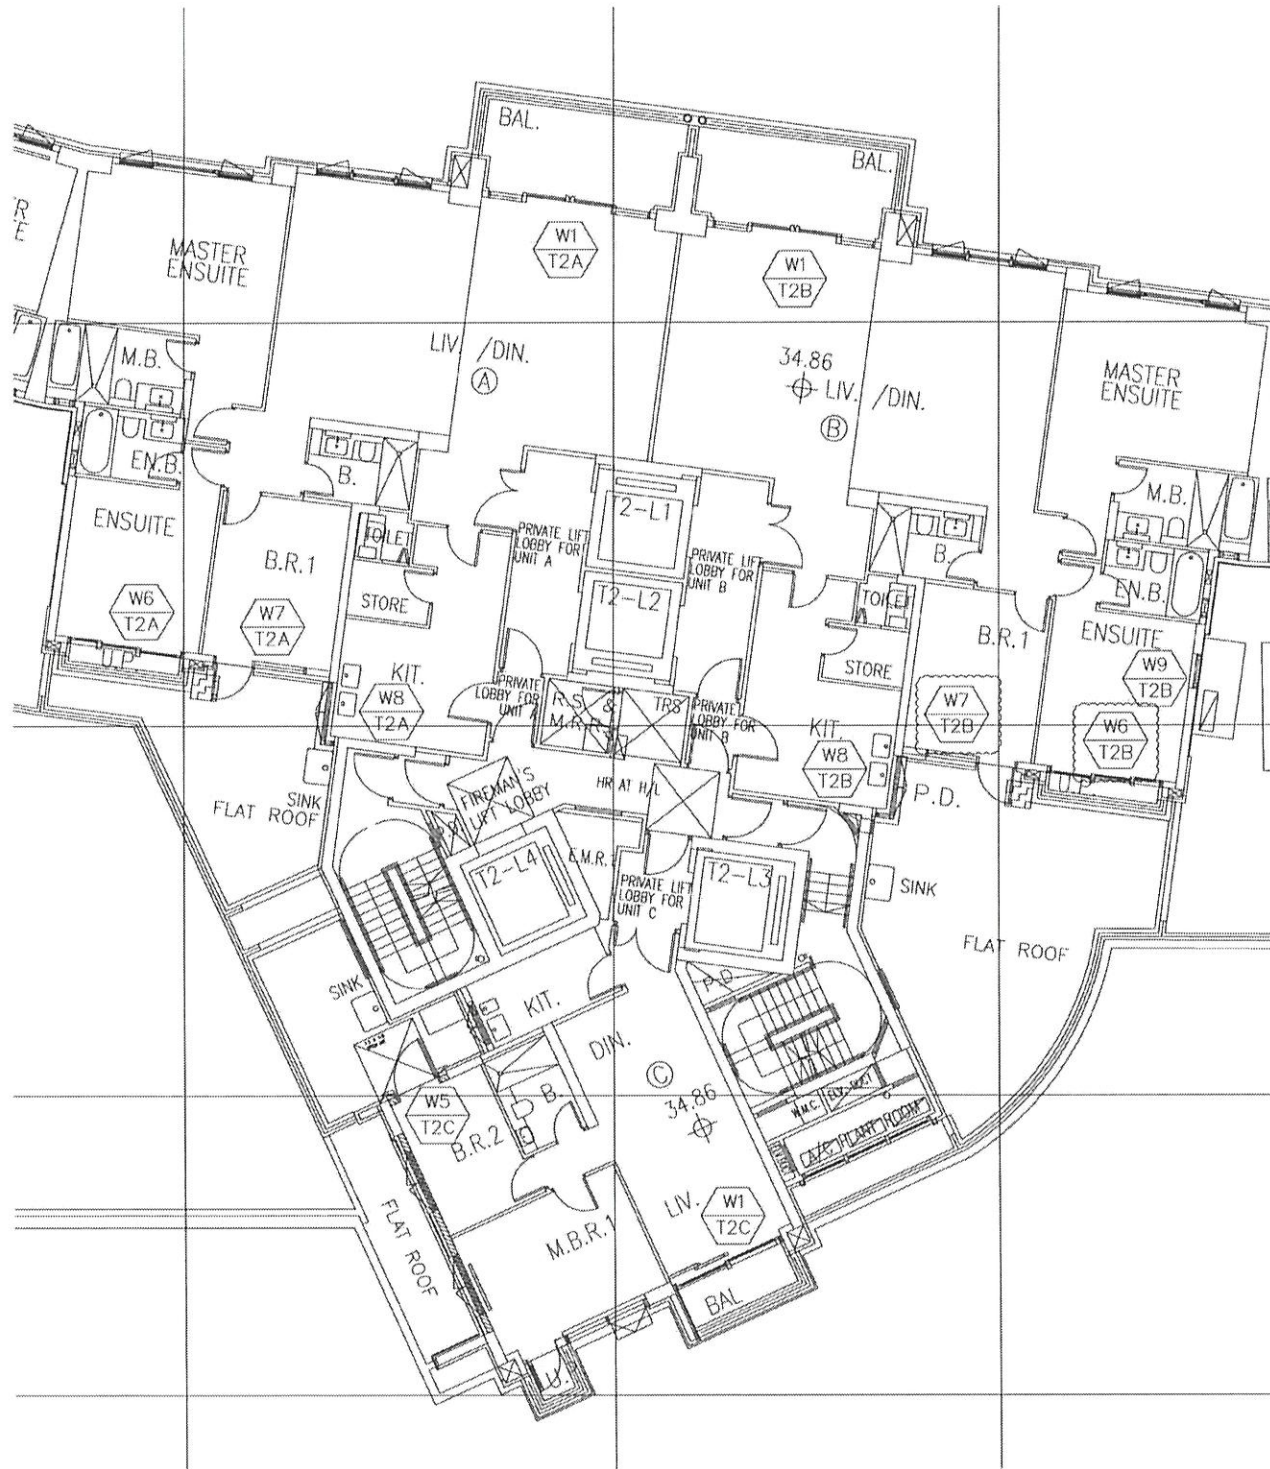 BAL.
BAL.
MASTER
ENSUITE
W1
T2A
W1
T2B
M.B.
LIV. /DIN.
A
34.86
LIV. /DIN.
B
MASTER
ENSUITE
EN.B.
B.
ENSUITE
B.R.1
TOILET
STORE
PRIVATE LIFT
LOBBY FOR
UNIT A
T2-L1
T2-L2
PRIVATE LIFT
LOBBY FOR
UNIT B
B.
M.B.
EN.B.
TOILET
STORE
B.R.1
ENSUITE
W6
T2A
W7
T2A
U.P
KIT.
W8
T2A
PRIVATE
LOBBY FOR
UNIT A
R.S. &
M.R.R.
TRS
PRIVATE
LOBBY FOR
UNIT B
KIT.
W8
T2B
W7
T2B
W9
T2B
W6
T2B
U.P.
P.D.
SINK
FLAT ROOF
FIREMAN'S
LIFT LOBBY
HR AT H/L
T2-L4
E.M.R.
PRIVATE LIFT
LOBBY FOR
UNIT C
T2-L3
SINK
FLAT ROOF
SINK
KIT.
P.D.
DIN.
C
34.86
W5
T2C
B.
B.R.2
W.M.C.
ELV. DUCT
A/C PLANT ROOM
FLAT ROOF
M.B.R.1
LIV.
W1
T2C
BAL
U.